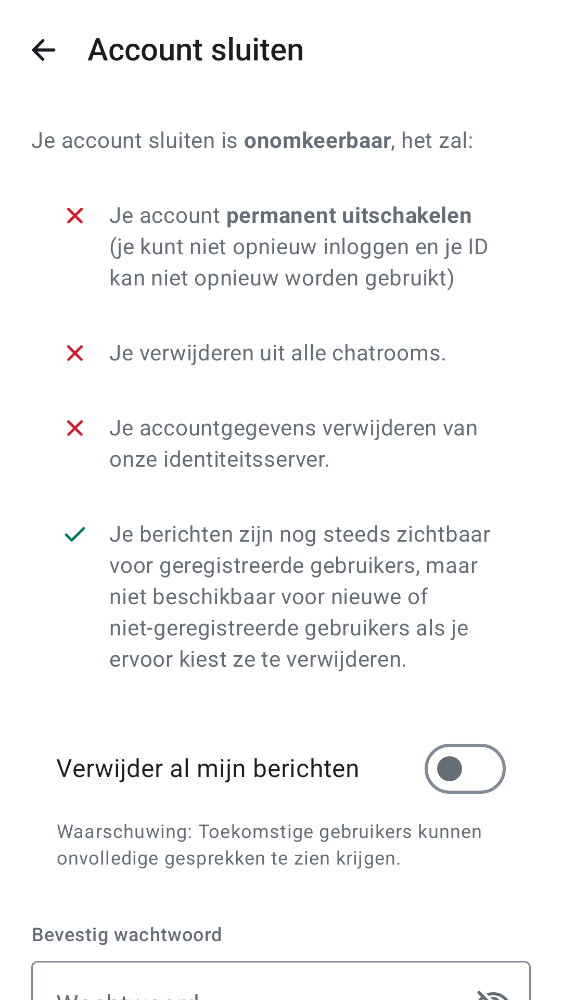 Account sluiten
Je account sluiten is onomkeerbaar, het zal:
Je account permanent uitschakelen
(je kunt niet opnieuw inloggen en je ID
kan niet opnieuw worden gebruikt)
Je verwijderen uit alle chatrooms.
Je accountgegevens verwijderen van
onze identiteitsserver.
Je berichten zijn nog steeds zichtbaar
voor geregistreerde gebruikers, maar
niet beschikbaar voor nieuwe of
niet-geregistreerde gebruikers als je
ervoor kiest ze te verwijderen.
Verwijder al mijn berichten
Waarschuwing: Toekomstige gebruikers kunnen
onvolledige gesprekken te zien krijgen.
Bevestig wachtwoord
Wachtwoord